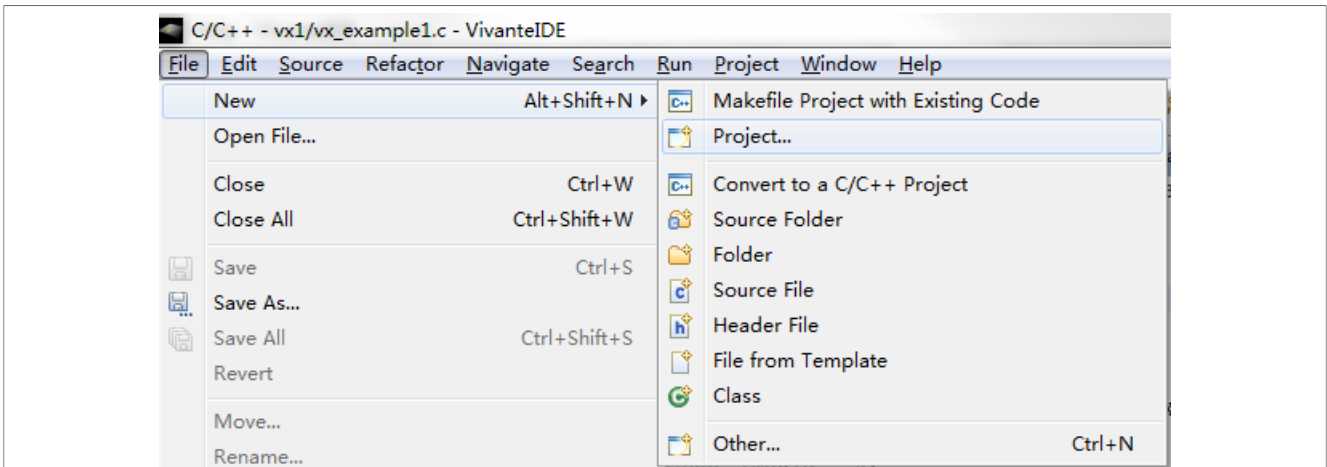 C/C++ - vx1/vx_example1.c - VivanteIDE
File Edit Source Refactor Navigate Search Run Project Window Help
New Alt+Shift+N
Open File...
Close Ctrl+W
Close All Ctrl+Shift+W
Save Ctrl+S
Save As...
Save All Ctrl+Shift+S
Revert
Move...
Rename...
Makefile Project with Existing Code
Project...
Convert to a C/C++ Project
Source Folder
Folder
Source File
Header File
File from Template
Class
Other... Ctrl+N